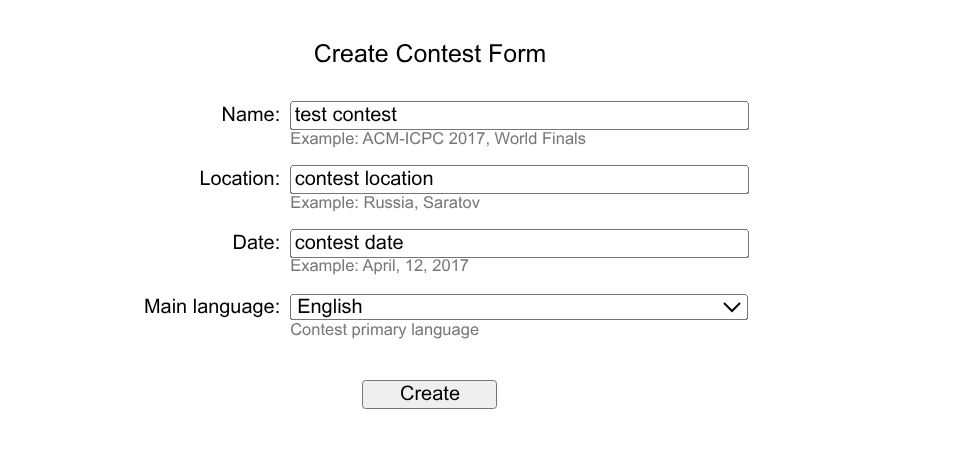 Create Contest Form
Name: test contest
Example: ACM-ICPC 2017, World Finals
Location: contest location
Example: Russia, Saratov
Date: contest date
Example: April, 12, 2017
Main language: English
Contest primary language
Create